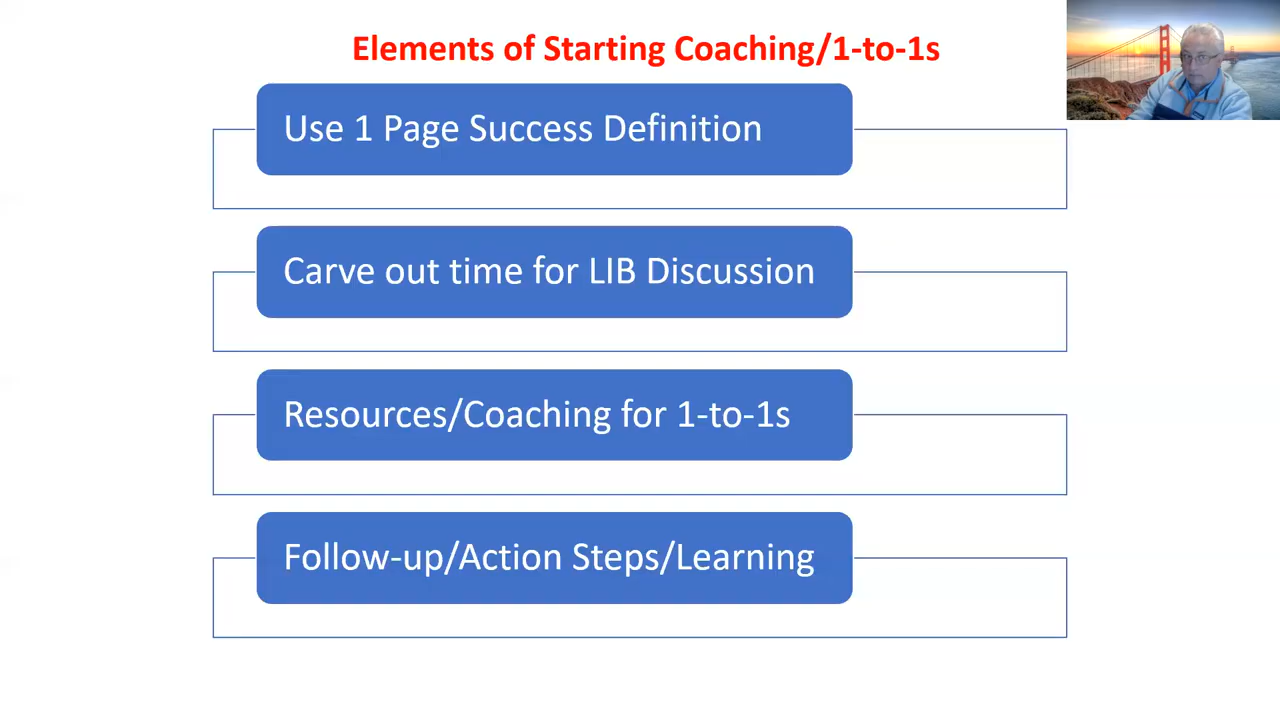 Elements of Starting Coaching/1-to-1s
Use 1 Page Success Definition
Carve out time for LIB Discussion
Resources/Coaching for 1-to-1s
Follow-up/Action Steps/Learning